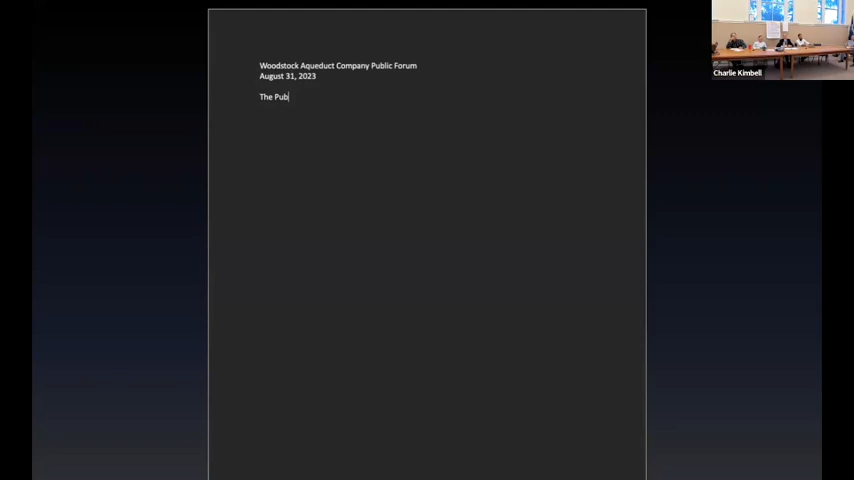 Woodstock Aqueduct Company Public Forum
August 31, 2023
The Pub
Charlie Kimbell